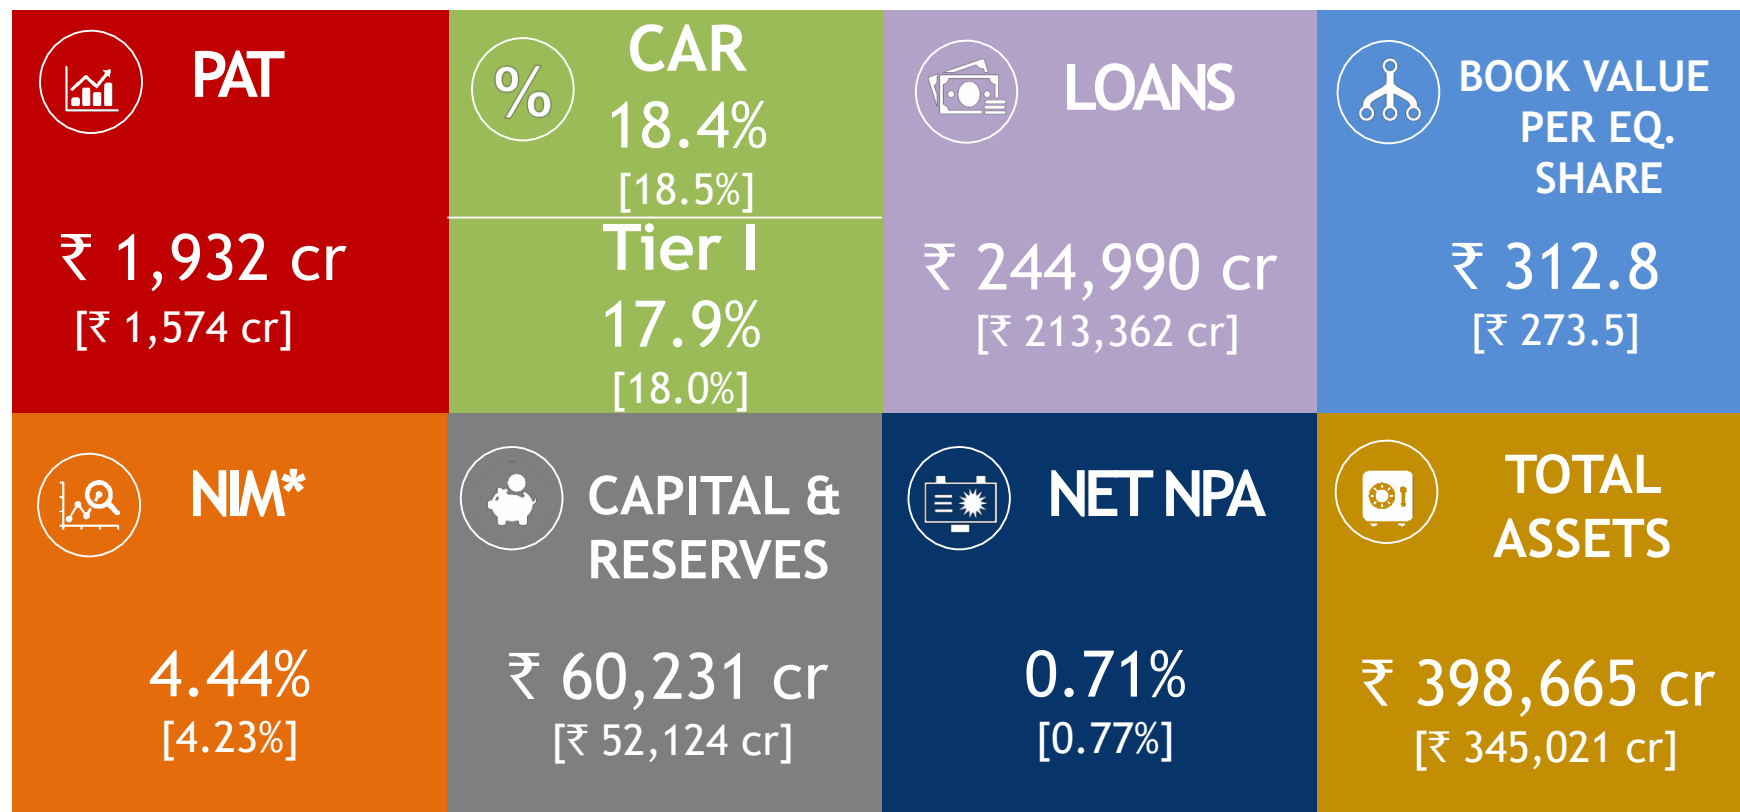 PAT
₹ 1,932 cr
[₹ 1,574 cr]
%
CAR
18.4%
[18.5%]
Tier I
17.9%
[18.0%]
LOANS
₹ 244,990 cr
[₹ 213,362 cr]
BOOK VALUE
PER EQ.
SHARE
₹ 312.8
[₹ 273.5]
NIM*
4.44%
[4.23%]
CAPITAL &
RESERVES
₹ 60,231 cr
[₹ 52,124 cr]
NET NPA
0.71%
[0.77%]
TOTAL
ASSETS
₹ 398,665 cr
[₹ 345,021 cr]